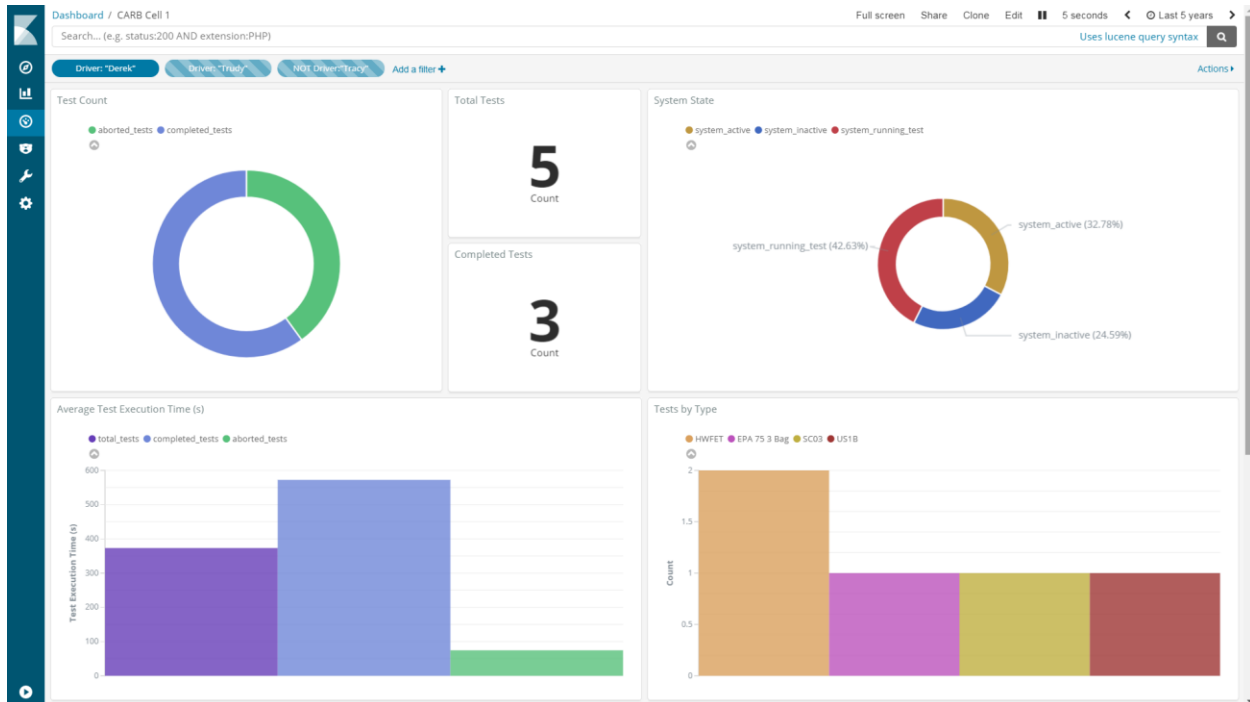 Dashboard / CARB Cell 1
Full screen Share Clone Edit 5 seconds Last 5 years
Search... (e.g. status:200 AND extension:PHP)
Uses lucene query syntax
Driver: "Derek" Driver: "Trudy" NOT Driver:"Tracy" Add a filter +
Actions
Test Count
aborted_tests completed_tests
Total Tests
5
Count
Completed Tests
3
Count
System State
system_active system_inactive system_running_test
system_active (32.78%)
system_running_test (42.63%)
system_inactive (24.59%)
Average Test Execution Time (s)
total_tests completed_tests aborted_tests
600
500
400
300
200
100
0
Test Execution Time (s)
Tests by Type
HWFET EPA 75 3 Bag SC03 US1B
2
1.5
1
0.5
0
Count